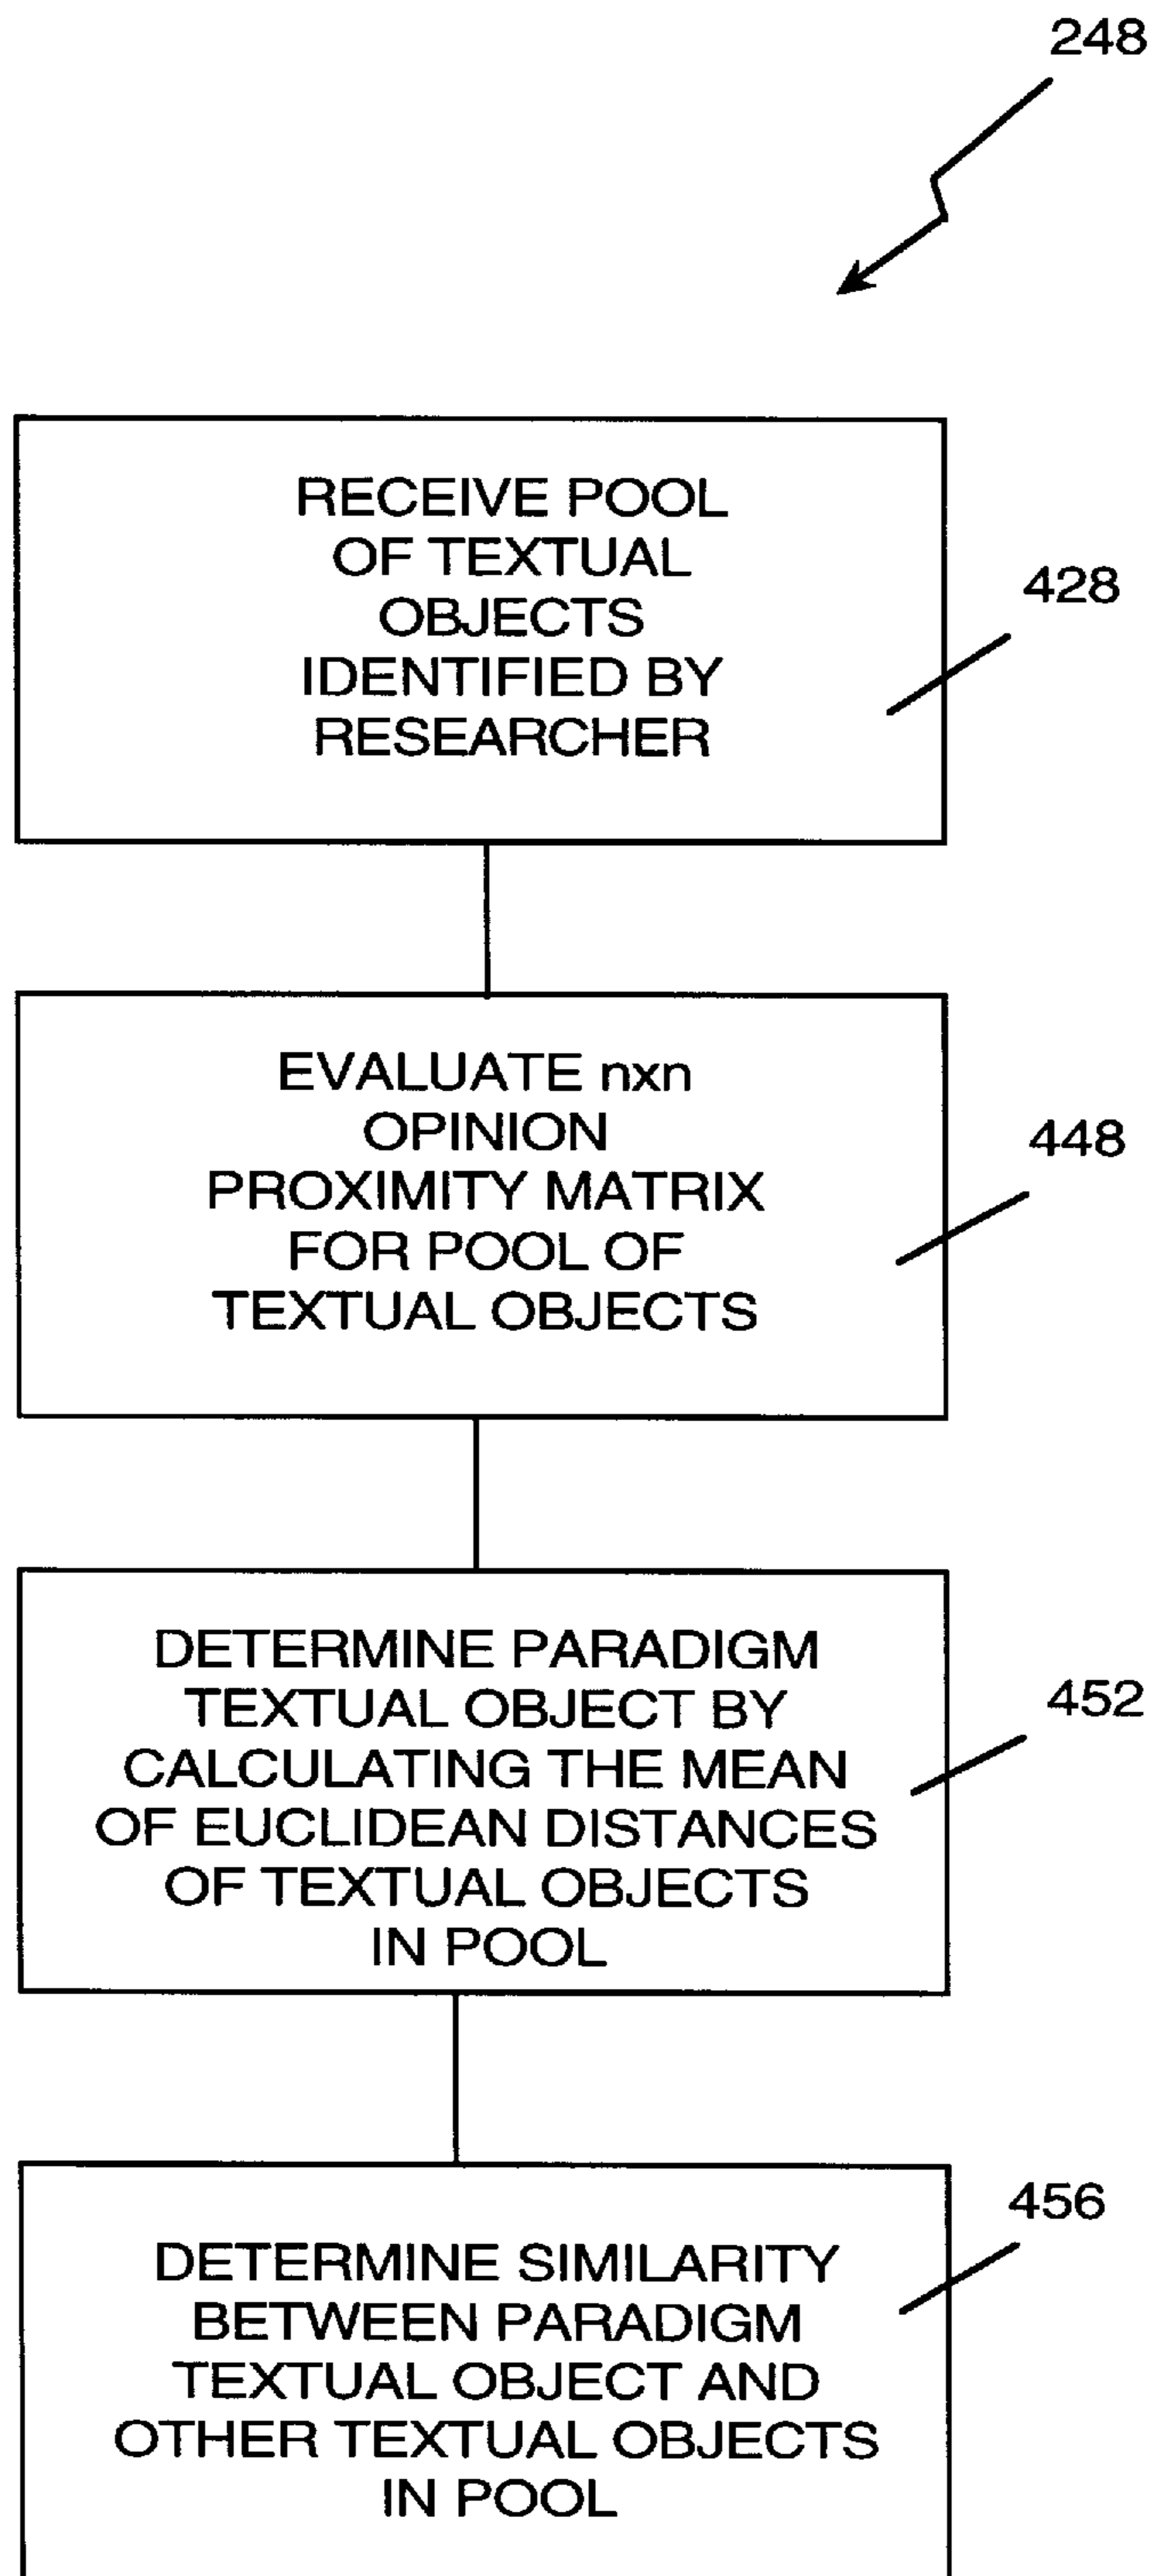 248
RECEIVE POOL
OF TEXTUAL
OBJECTS
IDENTIFIED BY
RESEARCHER
428
EVALUATE nxn
OPINION
PROXIMITY MATRIX
FOR POOL OF
TEXTUAL OBJECTS
448
DETERMINE PARADIGM
TEXTUAL OBJECT BY
CALCULATING THE MEAN
OF EUCLIDEAN DISTANCES
OF TEXTUAL OBJECTS
IN POOL
452
DETERMINE SIMILARITY
BETWEEN PARADIGM
TEXTUAL OBJECT AND
OTHER TEXTUAL OBJECTS
IN POOL
456